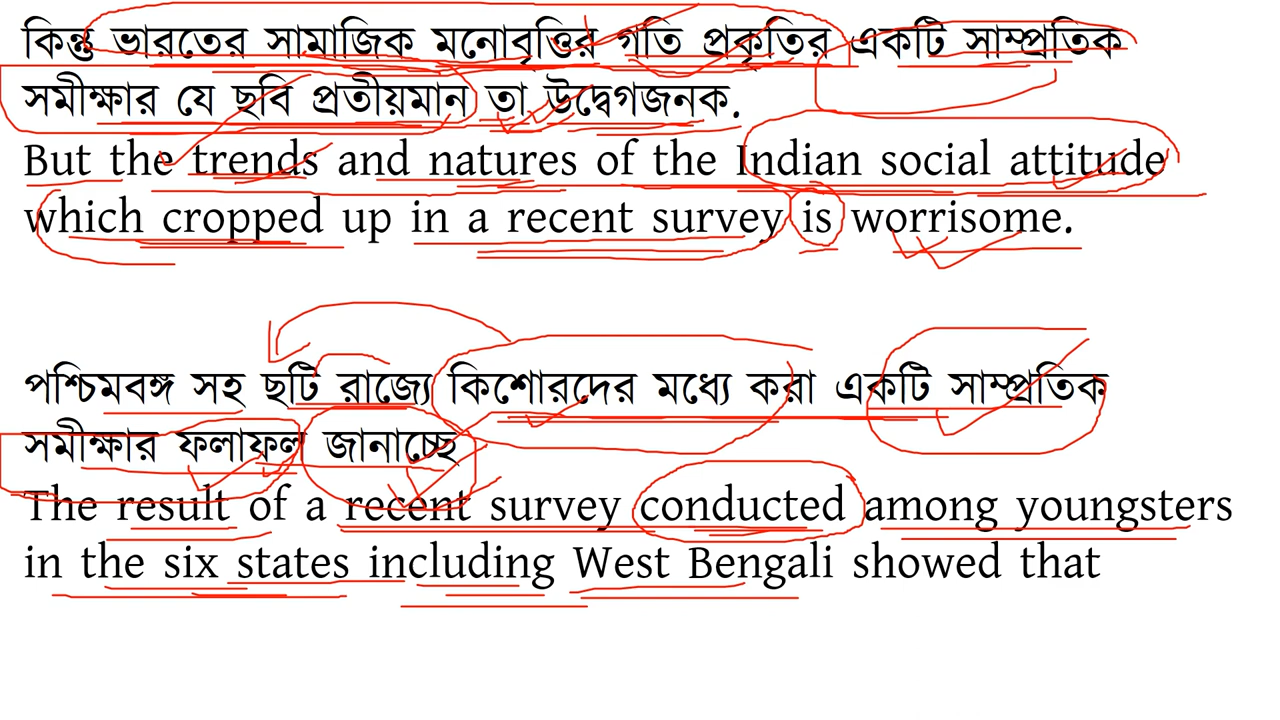 কিন্তু ভারতের সামাজিক মনোবৃত্তির গতি প্রকৃতির একটি সাম্প্রতিক
সমীক্ষার যে ছবি প্রতীয়মান তা উদ্বেগজনক.
But the trends and natures of the Indian social attitude
which cropped up in a recent survey is worrisome.
পশ্চিমবঙ্গ সহ ছটি রাজ্যে কিশোরদের মধ্যে করা একটি সাম্প্রতিক
সমীক্ষার ফলাফল জানাচ্ছে
The result of a recent survey conducted among youngsters
in the six states including West Bengali showed that